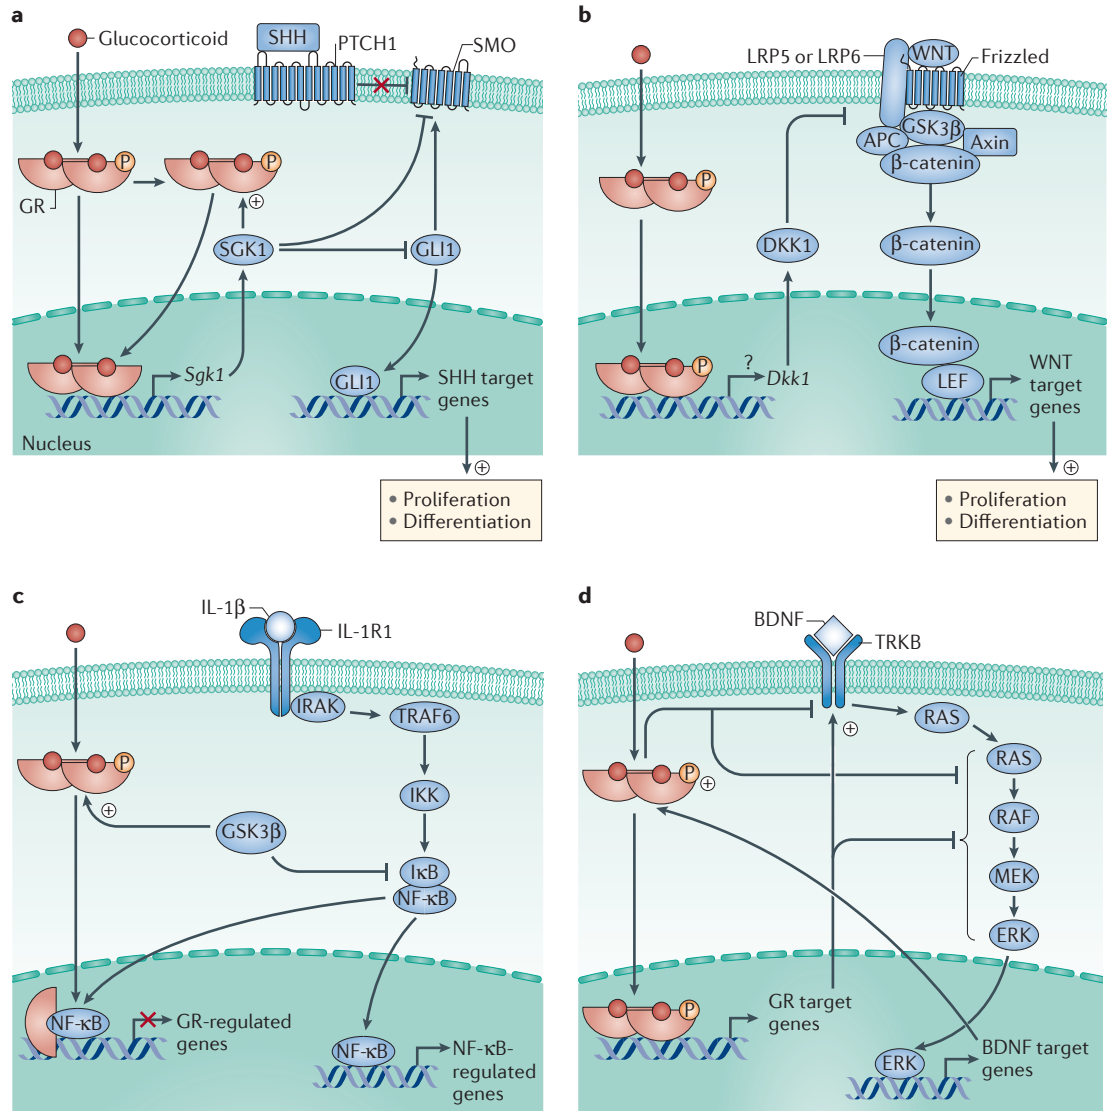 a
Glucocorticoid
SHH
PTCH1
SMO
P
P
GR
⊕
SGK1
GLI1
Sgk1
GLI1
SHH target
genes
Nucleus
⊕
• Proliferation
• Differentiation
b
LRP5 or LRP6
WNT
Frizzled
GSK3β
APC
Axin
β-catenin
P
DKK1
β-catenin
β-catenin
P
?
Dkk1
LEF
WNT
target
genes
⊕
• Proliferation
• Differentiation
c
IL-1β
IL-1R1
IRAK
TRAF6
P
⊕
IKK
GSK3β
IκB
NF-κB
NF-κB
GR-regulated
genes
NF-κB
NF-κB-
regulated
genes
d
BDNF
TRKB
RAS
⊕
RAS
P
⊕
RAF
MEK
ERK
P
GR target
genes
ERK
BDNF target
genes